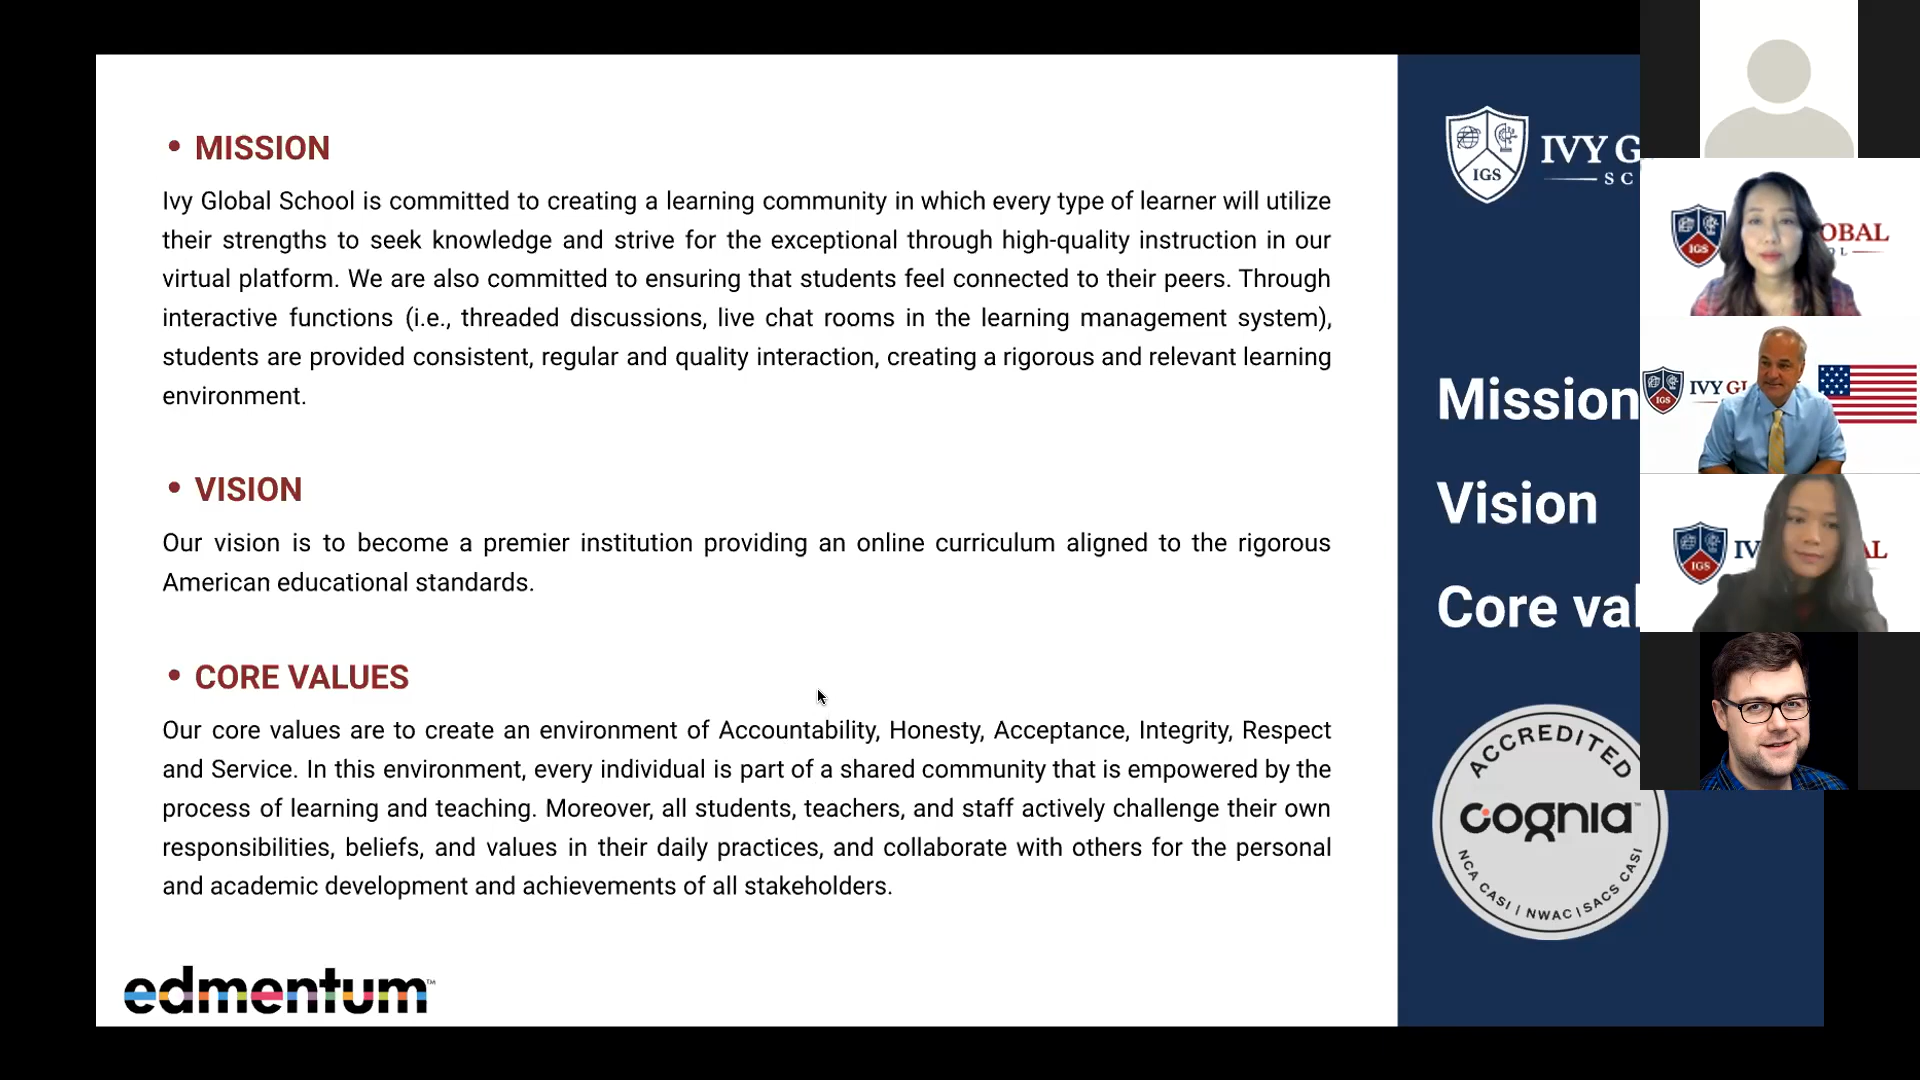 • MISSION
Ivy Global School is committed to creating a learning community in which every type of learner will utilize
their strengths to seek knowledge and strive for the exceptional through high-quality instruction in our
virtual platform. We are also committed to ensuring that students feel connected to their peers. Through
interactive functions (i.e., threaded discussions, live chat rooms in the learning management system),
students are provided consistent, regular and quality interaction, creating a rigorous and relevant learning
environment.
• VISION
Our vision is to become a premier institution providing an online curriculum aligned to the rigorous
American educational standards.
• CORE VALUES
Our core values are to create an environment of Accountability, Honesty, Acceptance, Integrity, Respect
and Service. In this environment, every individual is part of a shared community that is empowered by the
process of learning and teaching. Moreover, all students, teachers, and staff actively challenge their own
responsibilities, beliefs, and values in their daily practices, and collaborate with others for the personal
and academic development and achievements of all stakeholders.
edmentum™
IGS
IVY G
SC
Mission
Vision
Core val
ACCREDITED
cognia™
NCA CASI | NWAC | SACS CASI
IGS
OBAL
OL
IGS
IVY GL
IGS
IV
AL